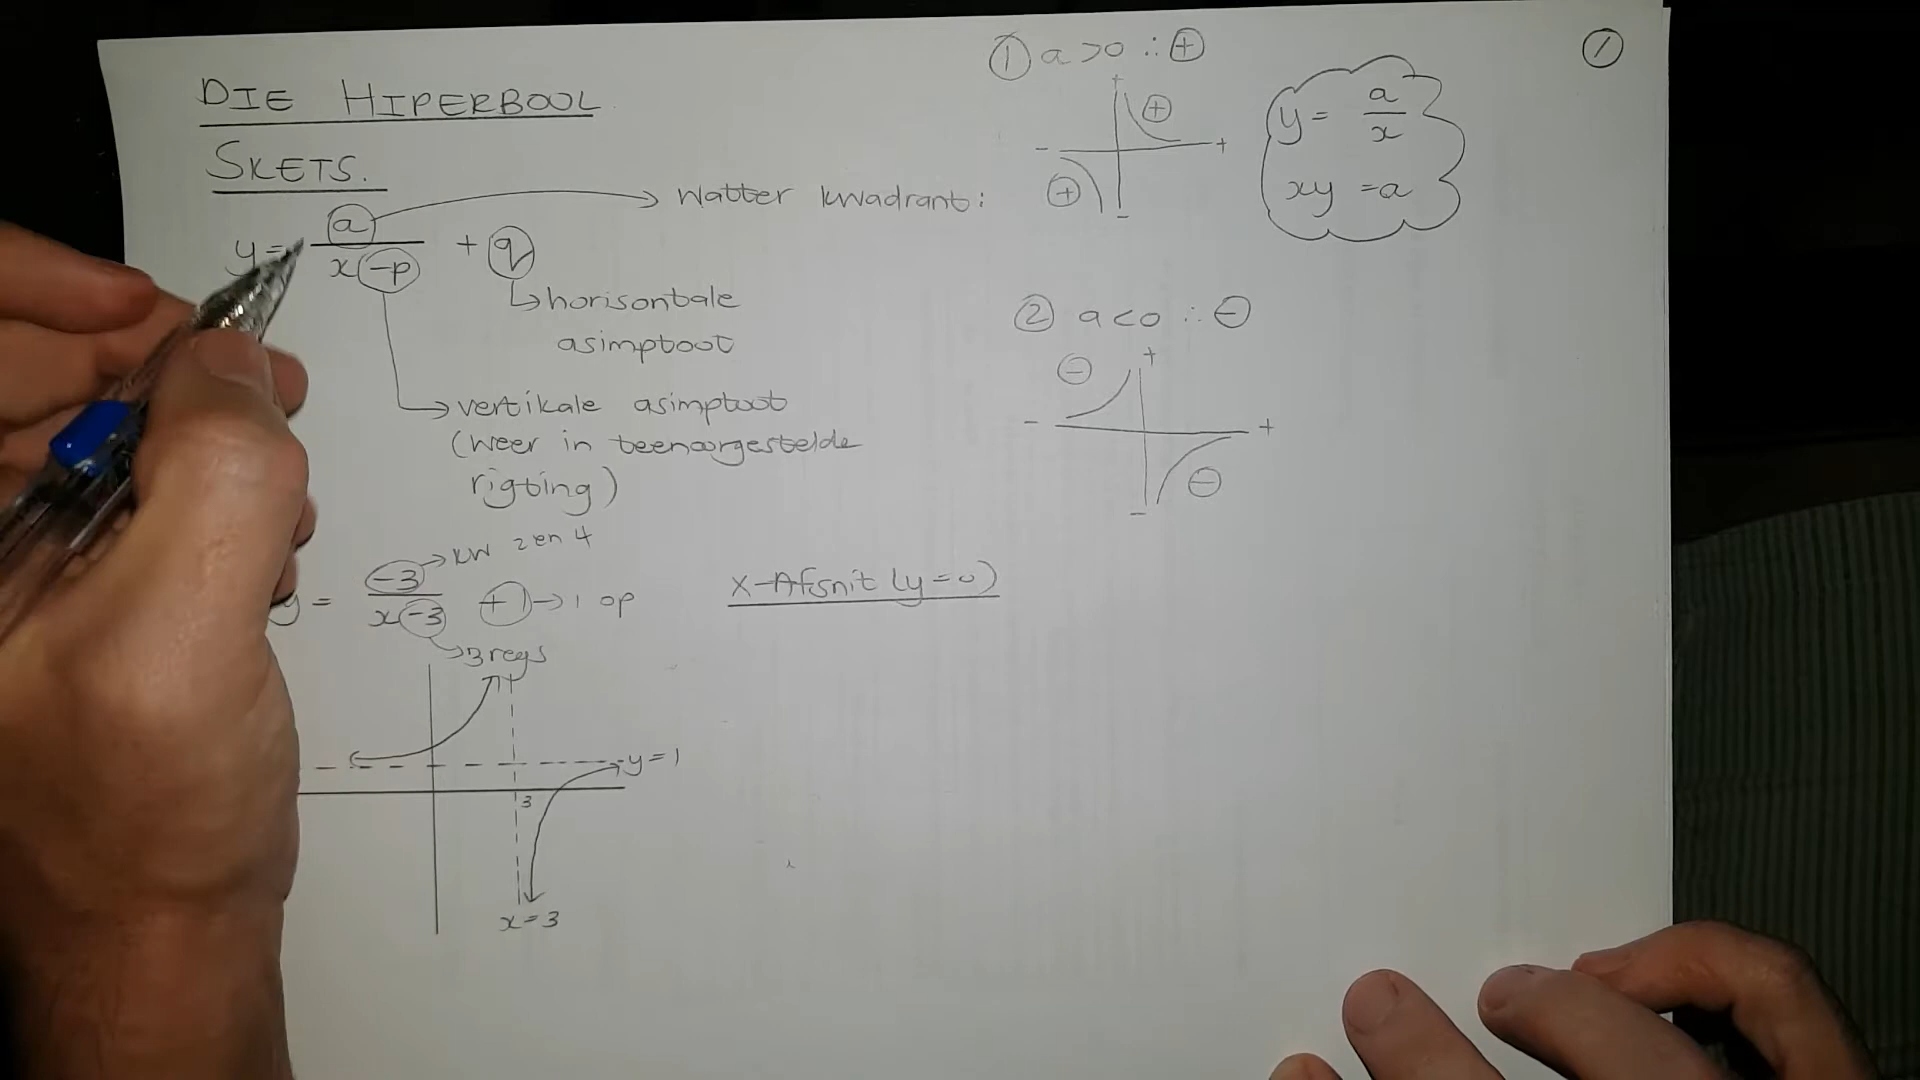 DIE HIPERBOOL
SKETS.
y = a / x - p + q
→ watter kwadrant:
↳ horisontale
asimptoot
→ vertikale asimptoot
(weer in teenoorgestelde
rigting)
① a > 0 ∴ ⊕
+
⊕
- +
⊕
-
y = a / x
xy = a
①
② a < 0 ∴ ⊖
⊖ +
- +
⊖
-
y = -3 / x - 3 + 1 → 1 op
→ kw 2 en 4
↘ 3 regs
y = 1
3
x = 3
x-Afsnit (y = 0)